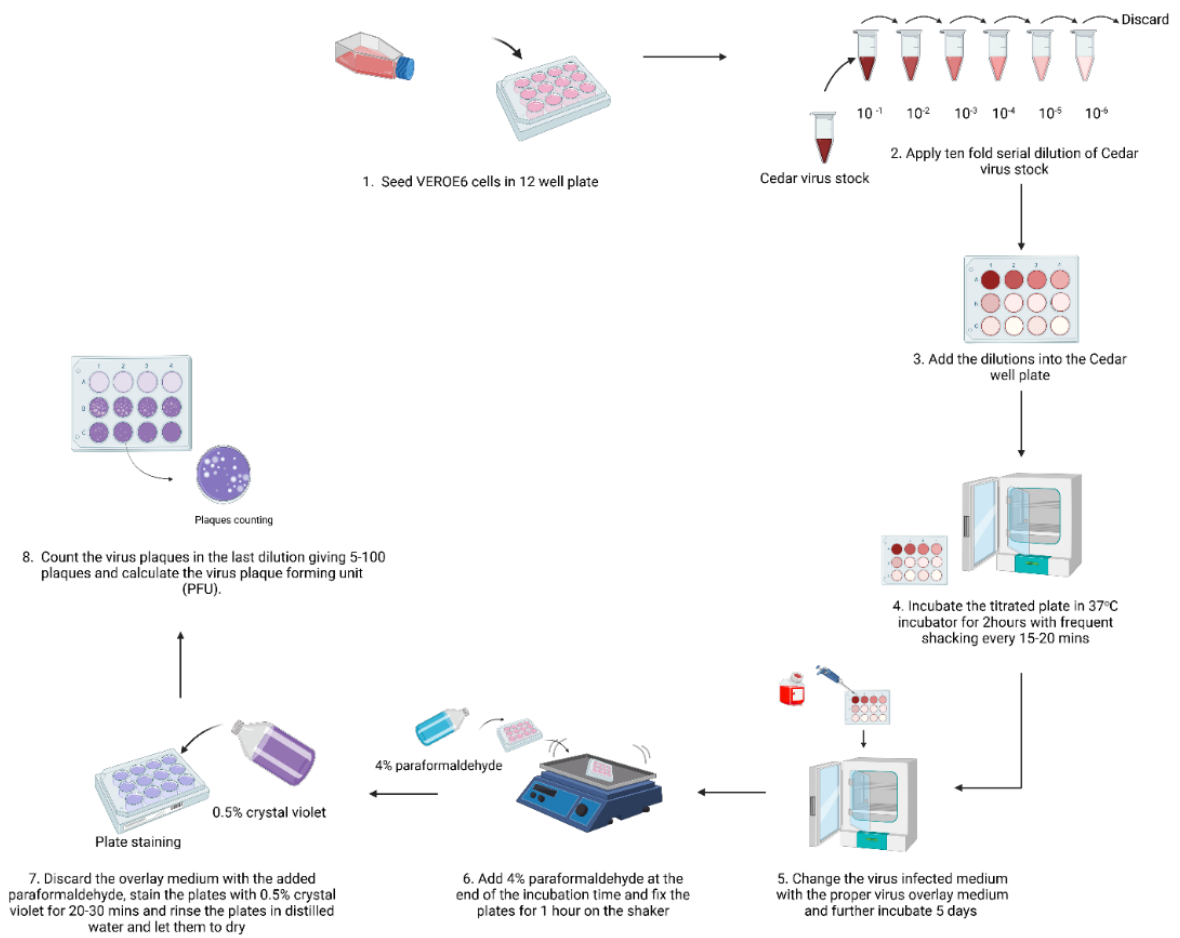 Discard
10-1
10-2
10-3
10-4
10-5
10-6
1. Seed VEROE6 cells in 12 well plate
Cedar virus stock
2. Apply ten fold serial dilution of Cedar
virus stock
1 2 3 4
A
B
C
3. Add the dilutions into the Cedar
well plate
4. Incubate the titrated plate in 37°C
incubator for 2hours with frequent
shacking every 15-20 mins
5. Change the virus infected medium
with the proper virus overlay medium
and further incubate 5 days
4% paraformaldehyde
6. Add 4% paraformaldehyde at the
end of the incubation time and fix the
plates for 1 hour on the shaker
0.5% crystal violet
Plate staining
7. Discard the overlay medium with the added
paraformaldehyde, stain the plates with 0.5% crystal
violet for 20-30 mins and rinse the plates in distilled
water and let them to dry
1 2 3 4
A
B
C
Plaques counting
8. Count the virus plaques in the last dilution giving 5-100
plaques and calculate the virus plaque forming unit
(PFU).